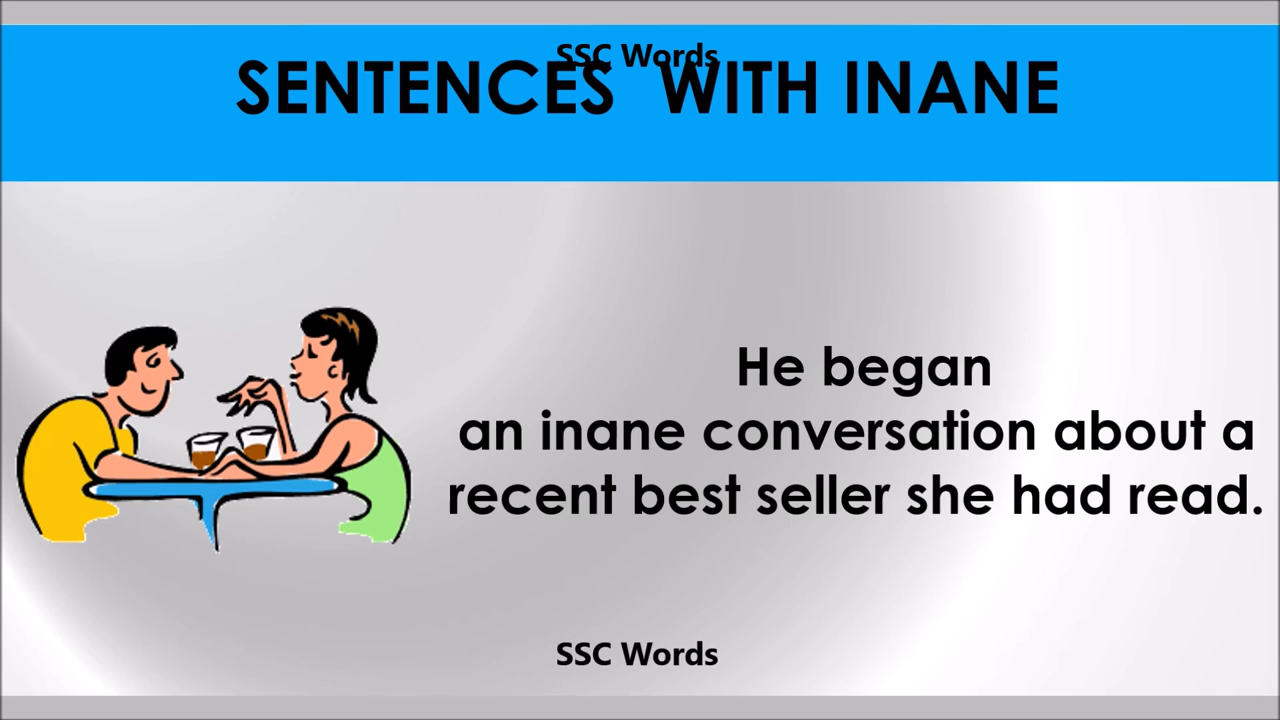 SSC Words
SENTENCES WITH INANE
He began
an inane conversation about a
recent best seller she had read.
SSC Words